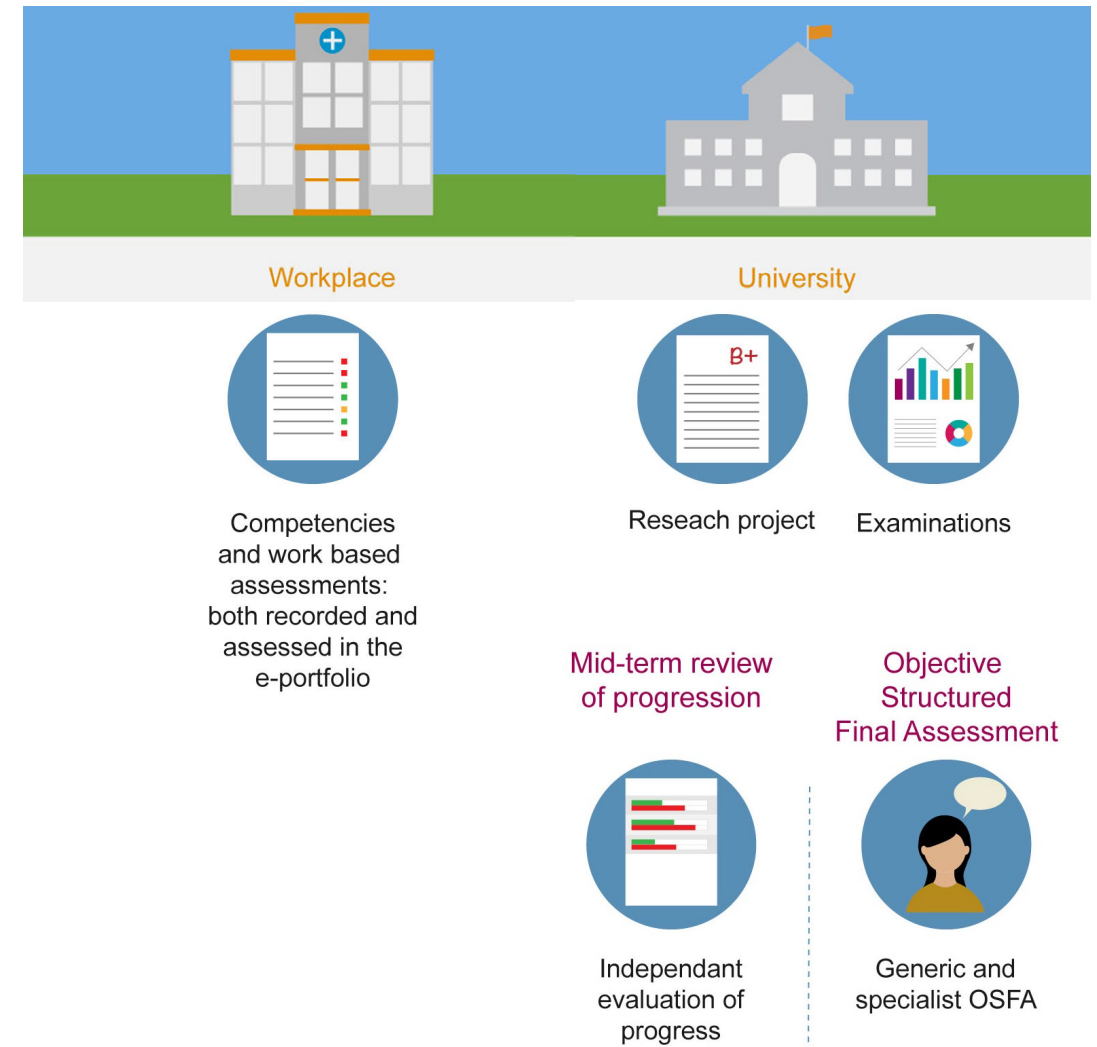 Workplace
University
Competencies
and work based
assessments:
both recorded and
assessed in the
e-portfolio
B+
Reseach project
Examinations
Mid-term review
of progression
Objective
Structured
Final Assessment
Independant
evaluation of
progress
Generic and
specialist OSFA